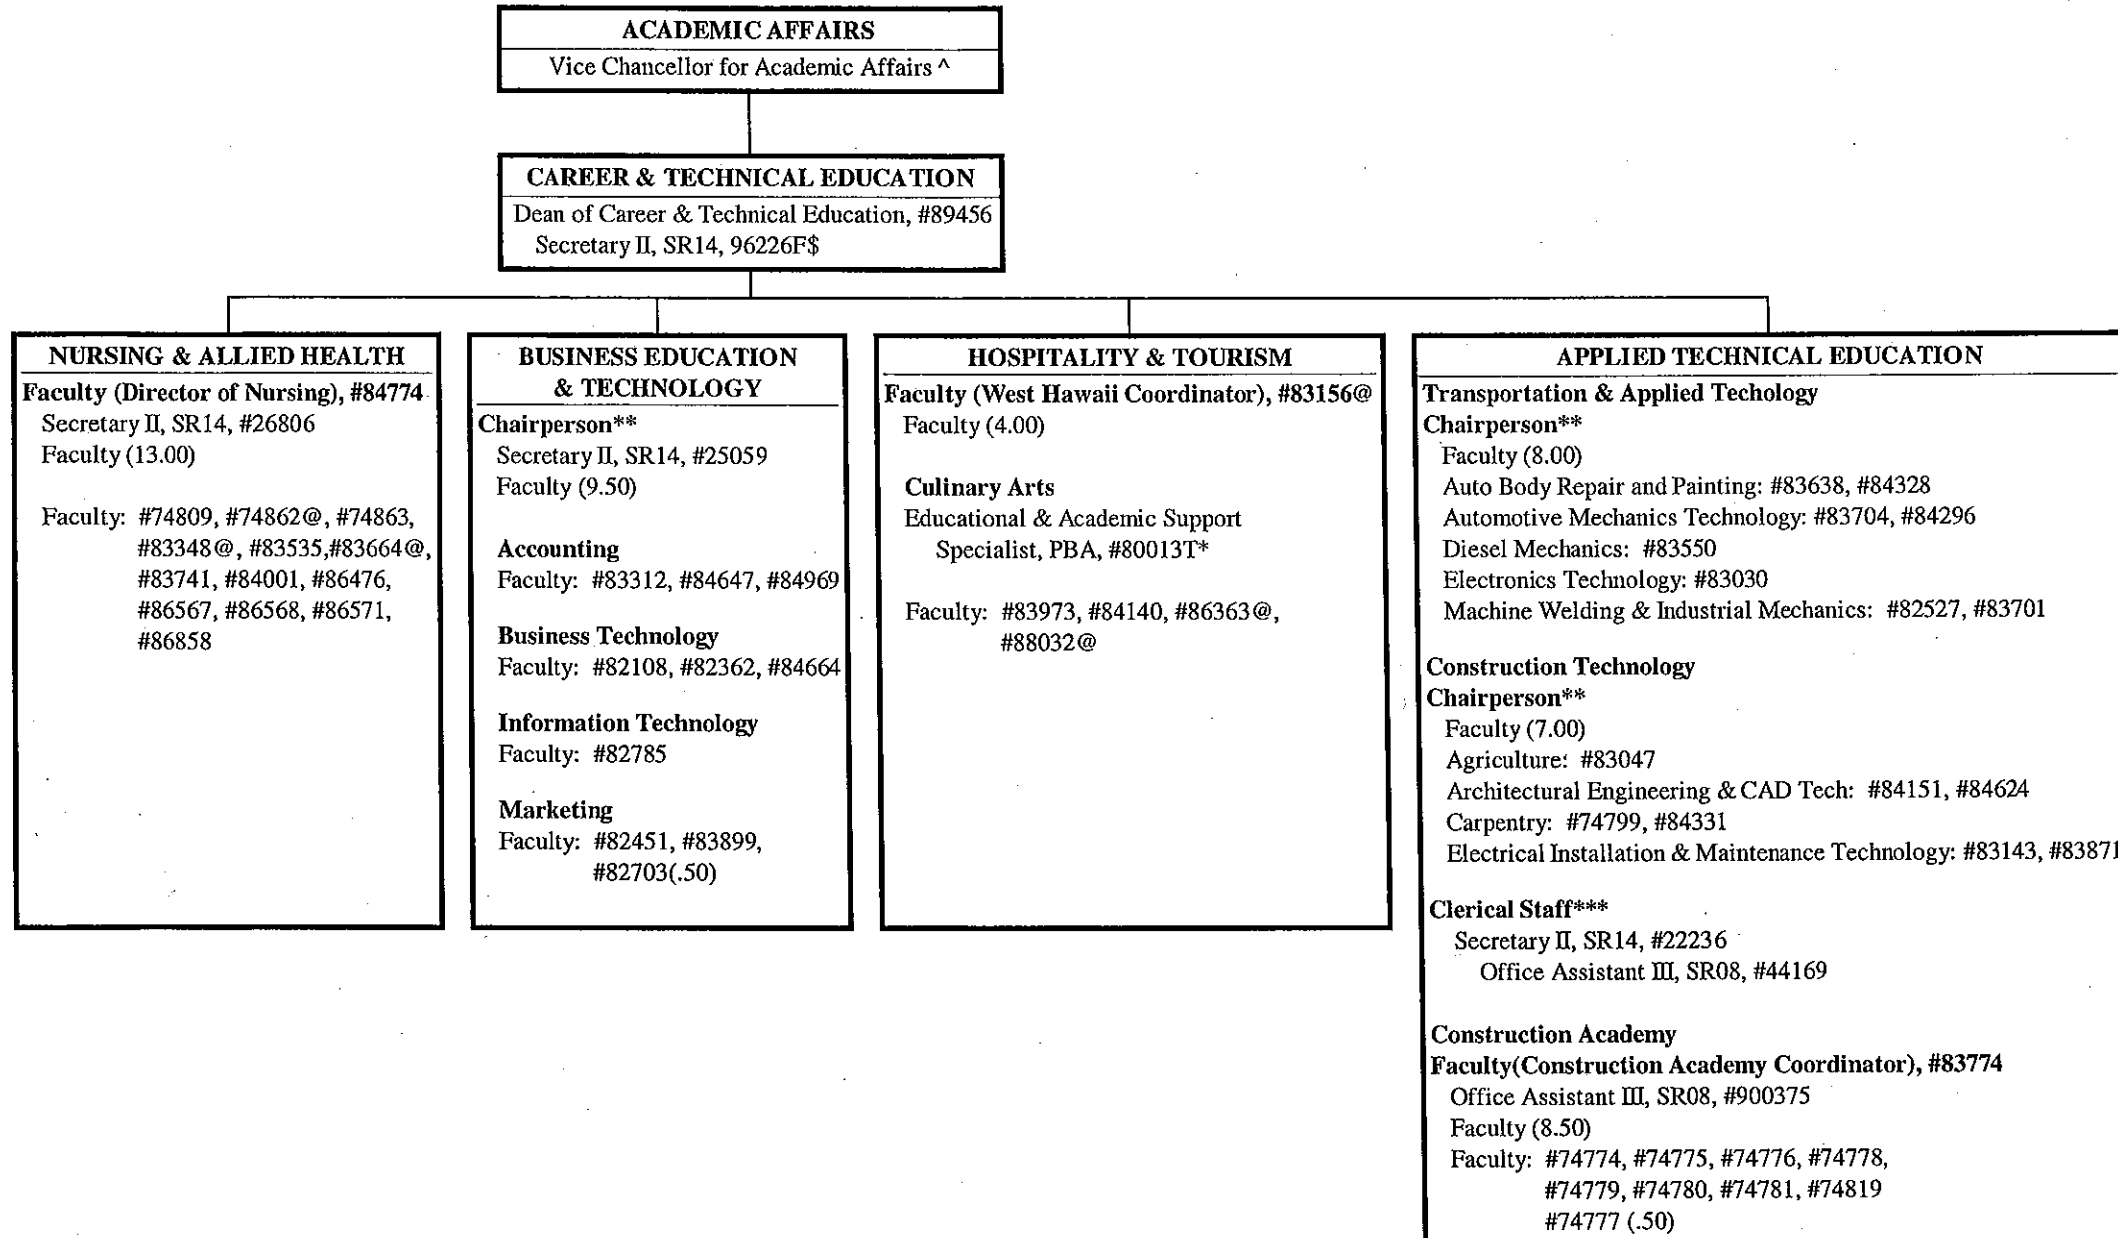 ACADEMIC AFFAIRS
Vice Chancellor for Academic Affairs ^
CAREER & TECHNICAL EDUCATION
Dean of Career & Technical Education, #89456
Secretary II, SR14, 96226F$
NURSING & ALLIED HEALTH
Faculty (Director of Nursing), #84774
Secretary II, SR14, #26806
Faculty (13.00)
Faculty: #74809, #74862@, #74863,
#83348@, #83535,#83664@,
#83741, #84001, #86476,
#86567, #86568, #86571,
#86858
BUSINESS EDUCATION
& TECHNOLOGY
Chairperson**
Secretary II, SR14, #25059
Faculty (9.50)
Accounting
Faculty: #83312, #84647, #84969
Business Technology
Faculty: #82108, #82362, #84664
Information Technology
Faculty: #82785
Marketing
Faculty: #82451, #83899,
#82703(.50)
HOSPITALITY & TOURISM
Faculty (West Hawaii Coordinator), #83156@
Faculty (4.00)
Culinary Arts
Educational & Academic Support
Specialist, PBA, #80013T*
Faculty: #83973, #84140, #86363@,
#88032@
APPLIED TECHNICAL EDUCATION
Transportation & Applied Techology
Chairperson**
Faculty (8.00)
Auto Body Repair and Painting: #83638, #84328
Automotive Mechanics Technology: #83704, #84296
Diesel Mechanics: #83550
Electronics Technology: #83030
Machine Welding & Industrial Mechanics: #82527, #83701
Construction Technology
Chairperson**
Faculty (7.00)
Agriculture: #83047
Architectural Engineering & CAD Tech: #84151, #84624
Carpentry: #74799, #84331
Electrical Installation & Maintenance Technology: #83143, #83871
Clerical Staff***
Secretary II, SR14, #22236
Office Assistant III, SR08, #44169
Construction Academy
Faculty(Construction Academy Coordinator), #83774
Office Assistant III, SR08, #900375
Faculty (8.50)
Faculty: #74774, #74775, #74776, #74778,
#74779, #74780, #74781, #74819
#74777 (.50)